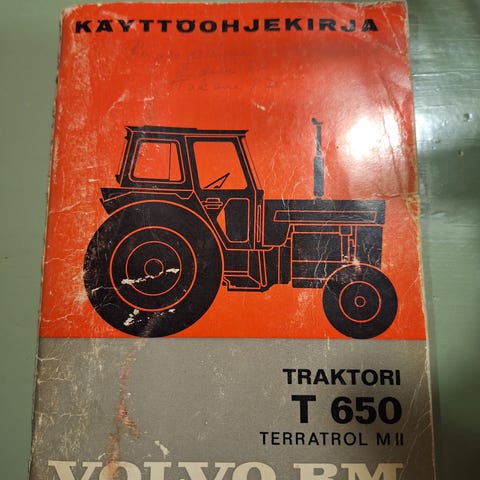 KÄYTTÖOHJEKIRJA
TRAKTORI
T 650
TERRATROL M II
VOLVO BM